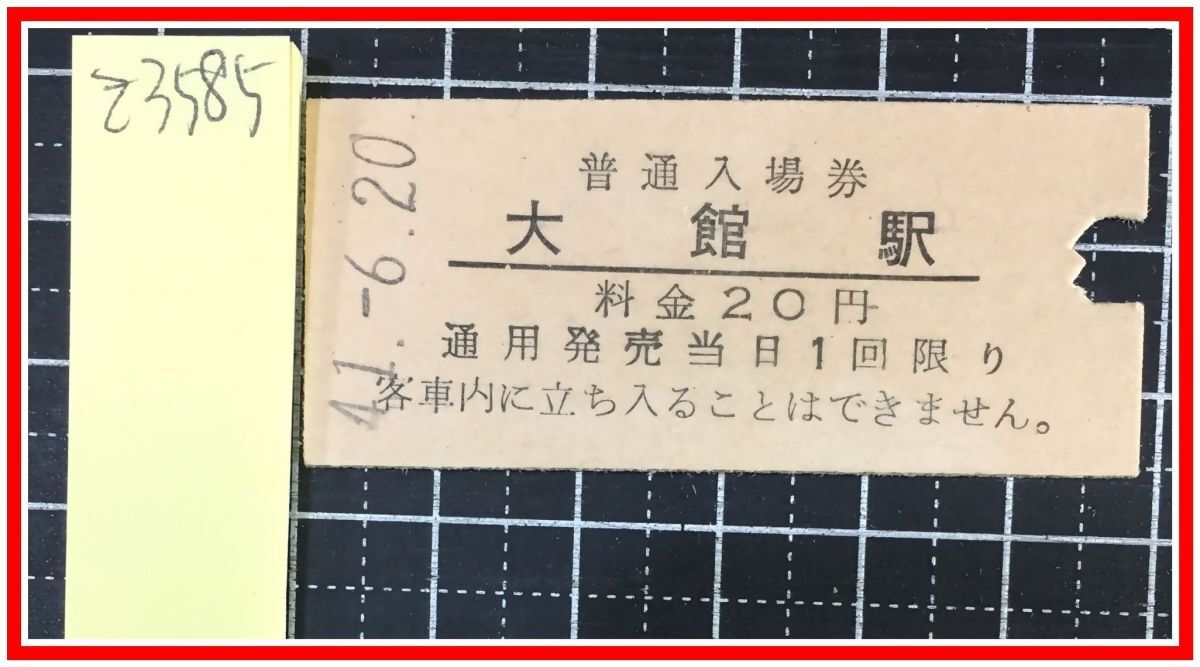 と3585
41.-6.20
普通入場券
大館駅
料金20円
通用発売当日1回限り
客車内に立ち入ることはできません。